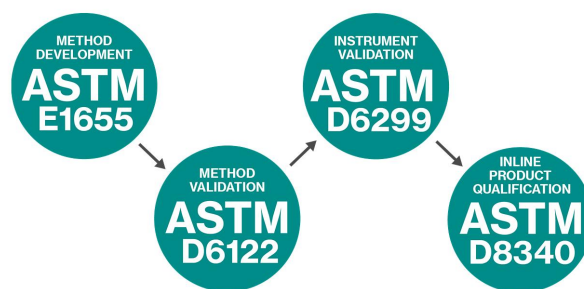 METHOD
DEVELOPMENT
ASTM
E1655
METHOD
VALIDATION
ASTM
D6122
INSTRUMENT
VALIDATION
ASTM
D6299
INLINE
PRODUCT
QUALIFICATION
ASTM
D8340